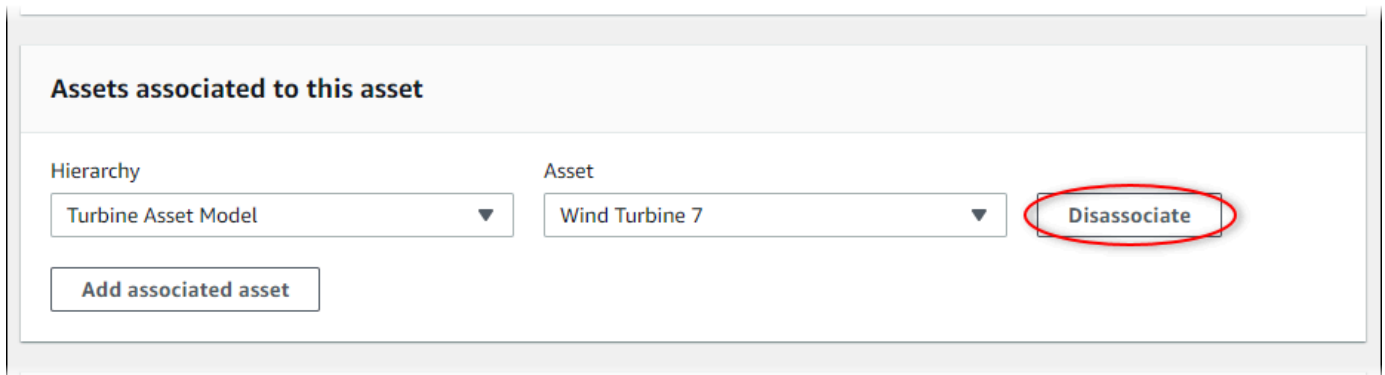 Assets associated to this asset
Hierarchy
Asset
Turbine Asset Model
Wind Turbine 7
Disassociate
Add associated asset